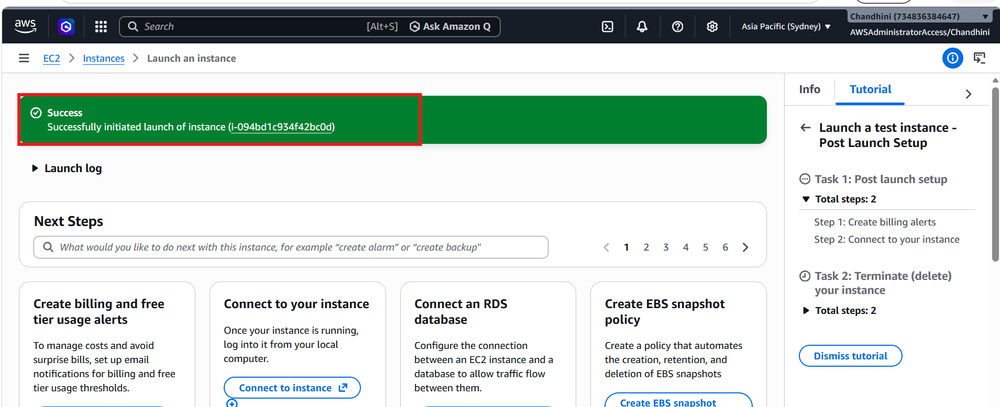 aws
Search
[Alt+S]
Ask Amazon Q
Asia Pacific (Sydney)
Chandhini (734836384647)
AWSAdministratorAccess/Chandhini
EC2
Instances
Launch an instance
Success
Successfully initiated launch of instance (i-094bd1c934f42bc0d)
Launch log
Next Steps
What would you like to do next with this instance, for example “create alarm” or “create backup"
1 2 3 4 5 6
Create billing and free
tier usage alerts
To manage costs and avoid
surprise bills, set up email
notifications for billing and free
tier usage thresholds.
Connect to your instance
Once your instance is running,
log into it from your local
computer.
Connect to instance
Connect an RDS
database
Configure the connection
between an EC2 instance and a
database to allow traffic flow
between them.
Create EBS snapshot
policy
Create a policy that automates
the creation, retention, and
deletion of EBS snapshots
Create EBS snapshot
Info
Tutorial
Launch a test instance -
Post Launch Setup
Task 1: Post launch setup
Total steps: 2
Step 1: Create billing alerts
Step 2: Connect to your instance
Task 2: Terminate (delete)
your instance
Total steps: 2
Dismiss tutorial